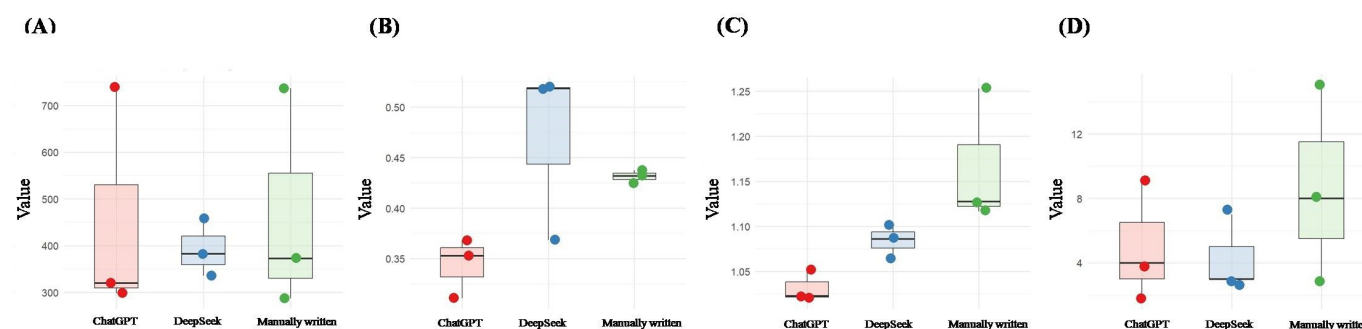 (A) (B) (C) (D)
Value
700
600
500
400
300
ChatGPT DeepSeek Manually written
Value
0.50
0.45
0.40
0.35
ChatGPT DeepSeek Manually written
Value
1.25
1.20
1.15
1.10
1.05
ChatGPT DeepSeek Manually written
Value
12
8
4
ChatGPT DeepSeek Manually written